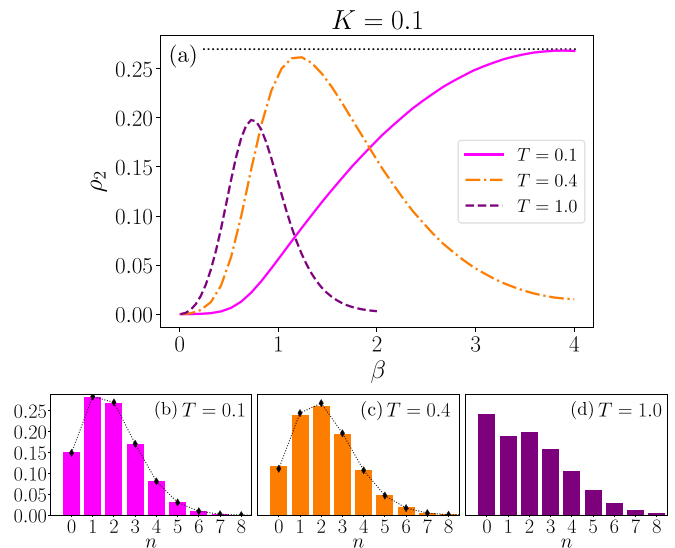 K = 0.1
(a)
ρ₂
0.25
0.20
0.15
0.10
0.05
0.00
T = 0.1
T = 0.4
T = 1.0
0 1 2 3 4
β
(b) T = 0.1
(c) T = 0.4
(d) T = 1.0
0.25
0.20
0.15
0.10
0.05
0.00
0 1 2 3 4 5 6 7 8
0 1 2 3 4 5 6 7 8
0 1 2 3 4 5 6 7 8
n
n
n